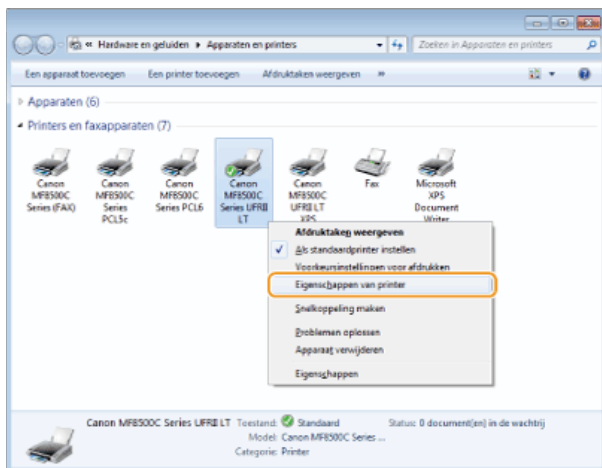 « Hardware en geluiden ▸ Apparaten en printers
Zoeken in Apparaten en printers
Een apparaat toevoegen Een printer toevoegen Afdruktaken weergeven »
Apparaten (6)
Printers en faxapparaten (7)
Canon MF8500C Series (FAX)
Canon MF8500C Series PCL5c
Canon MF8500C Series PCL6
Canon MF8500C Series UFRII LT
Canon MF8500C UFRII LT XPS
Fax
Microsoft XPS Document Writer
Afdruktaken weergeven
Als standaardprinter instellen
Voorkeursinstellingen voor afdrukken
Eigenschappen van printer
Snelkoppeling maken
Problemen oplossen
Apparaat verwijderen
Eigenschappen
Canon MF8500C Series UFRII LT Toestand: Standaard Status: 0 document(en) in de wachtrij
Model: Canon MF8500C Series ...
Categorie: Printer